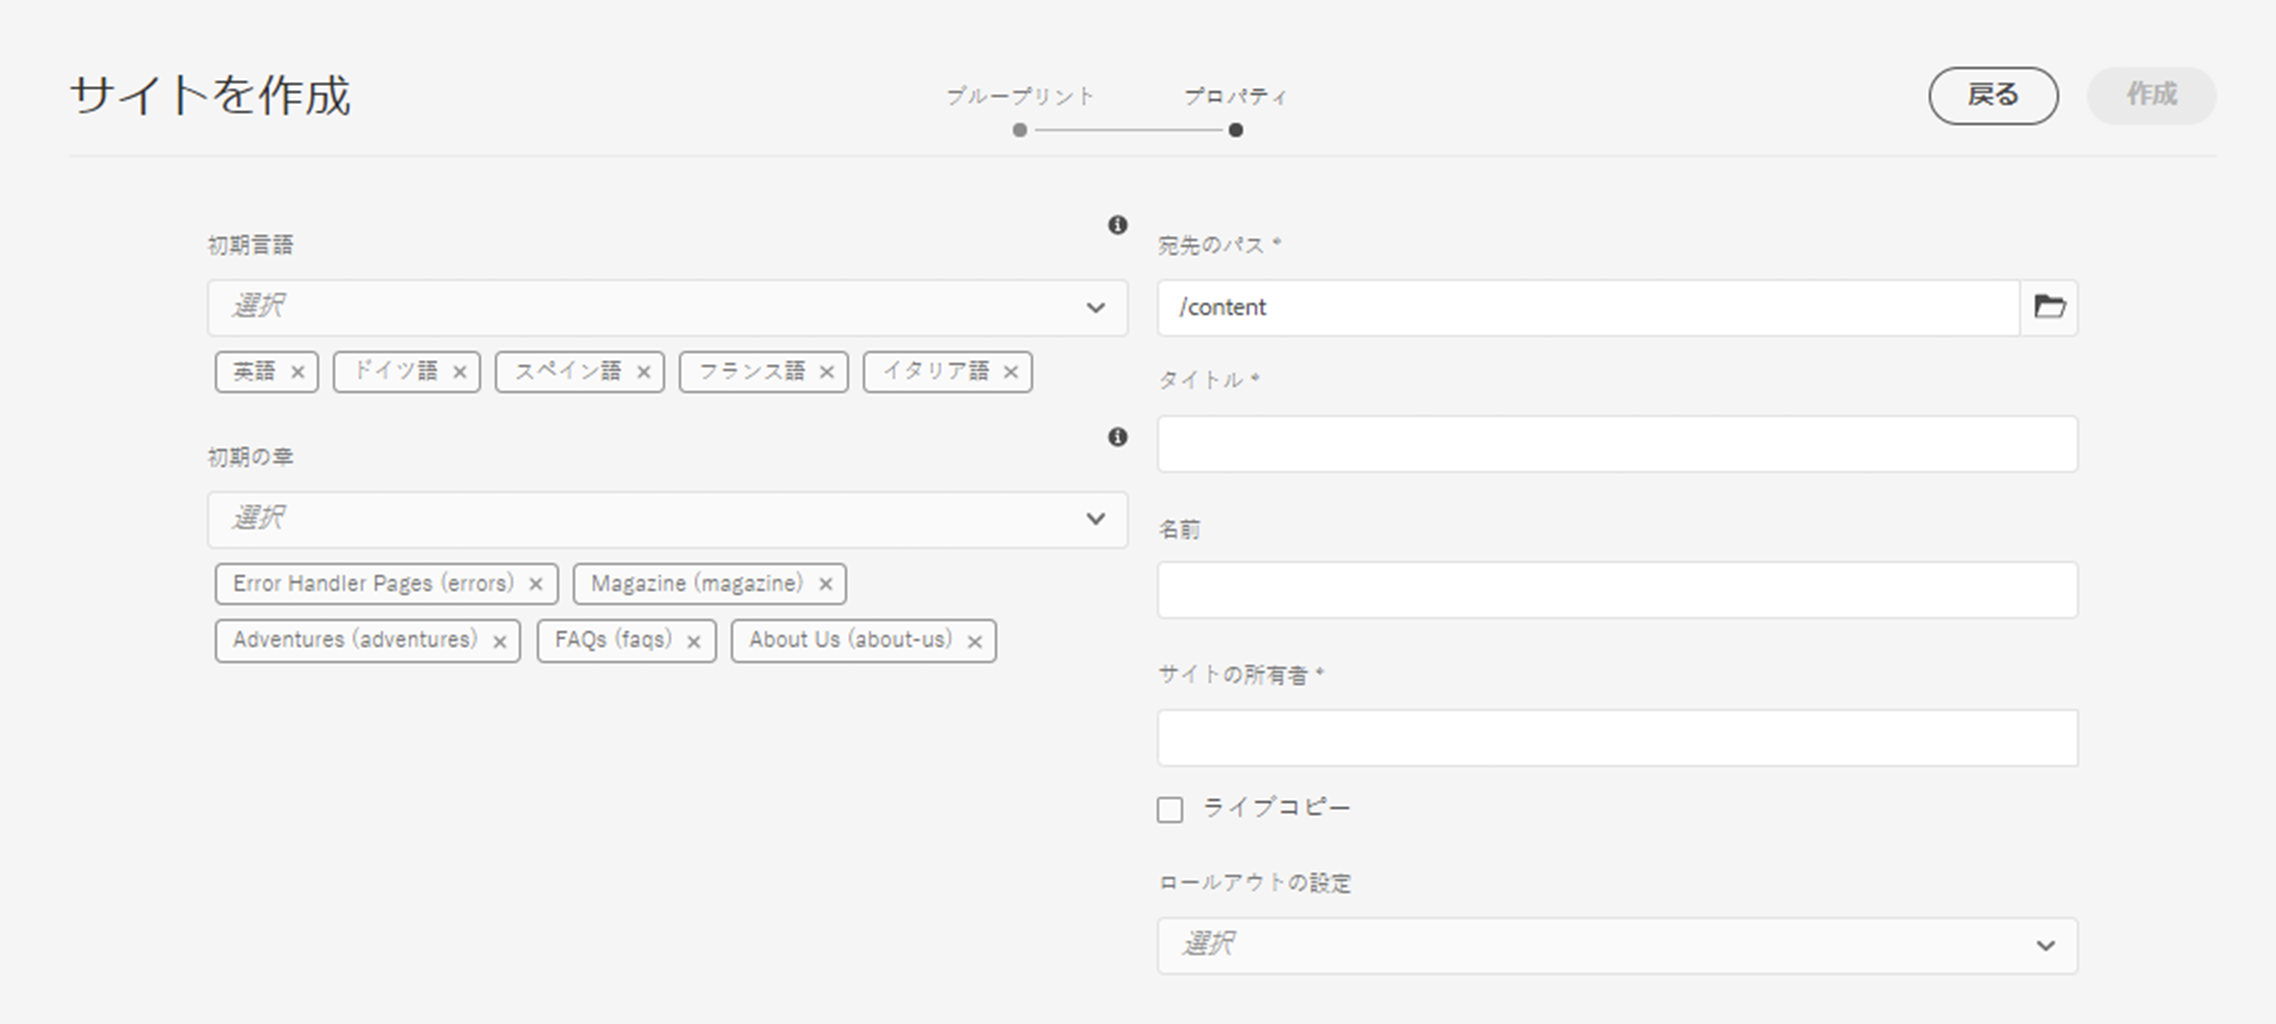 サイトを作成
ブループリント
プロパティ
戻る
作成
初期言語
選択
英語
ドイツ語
スペイン語
フランス語
イタリア語
初期の章
選択
Error Handler Pages (errors)
Magazine (magazine)
Adventures (adventures)
FAQs (faqs)
About Us (about-us)
宛先のパス *
/content
タイトル *
名前
サイトの所有者 *
ライブコピー
ロールアウトの設定
選択